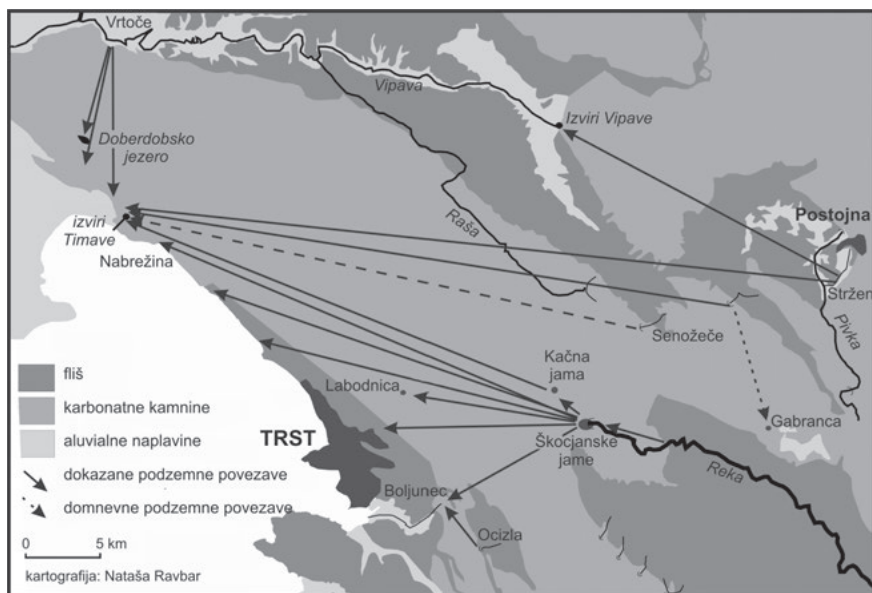 Vrtoče
Vipava
Izviri Vipave
Doberdobsko
jezero
Postojna
izviri
Timave
Raša
Nabrežina
Stržen
Pivka
Senožeče
fliš
Kačna
jama
karbonatne kamnine
Labodnica
Gabranca
aluvialne naplavine
TRST
Škocjanske
jame
dokazane podzemne povezave
Reka
Boljunec
domnevne podzemne povezave
Ocizla
0 5 km
kartografija: Nataša Ravbar